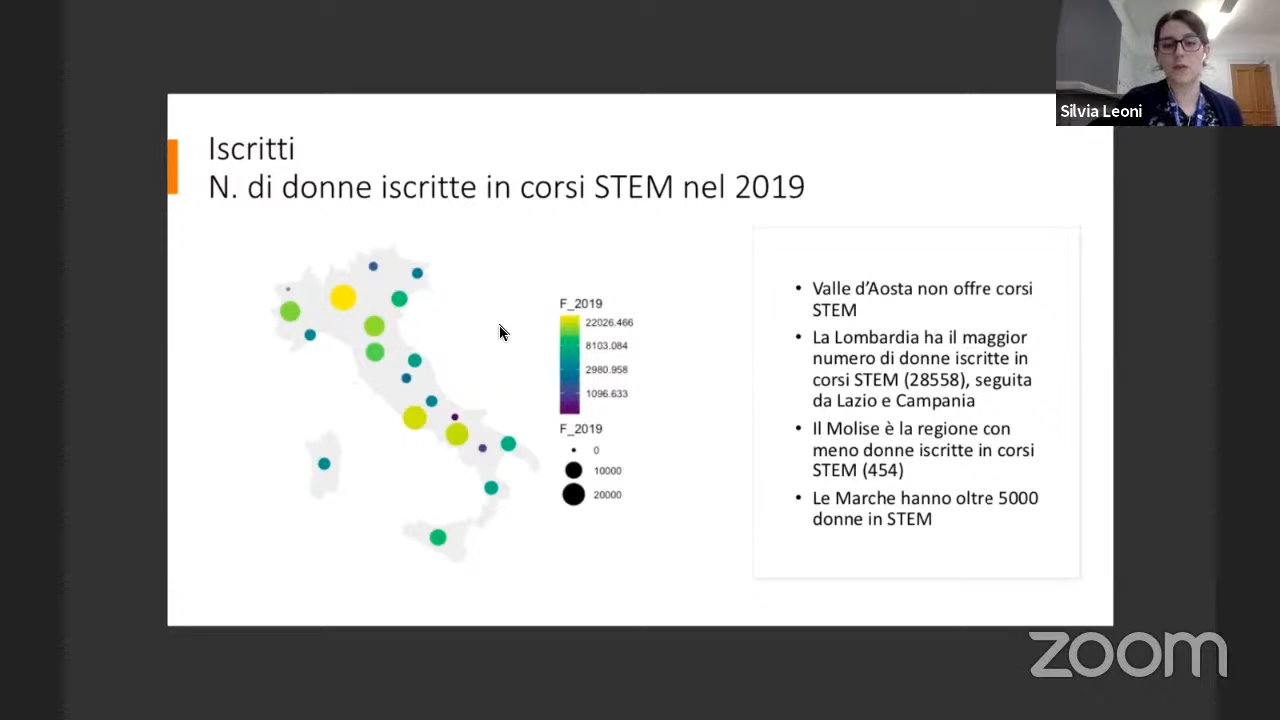 Silvia Leoni
Iscritti
N. di donne iscritte in corsi STEM nel 2019
F_2019
22026.466
8103.084
2980.958
1096.633
F_2019
0
10000
20000
• Valle d'Aosta non offre corsi
STEM
• La Lombardia ha il maggior
numero di donne iscritte in
corsi STEM (28558), seguita
da Lazio e Campania
• Il Molise è la regione con
meno donne iscritte in corsi
STEM (454)
• Le Marche hanno oltre 5000
donne in STEM
zoom